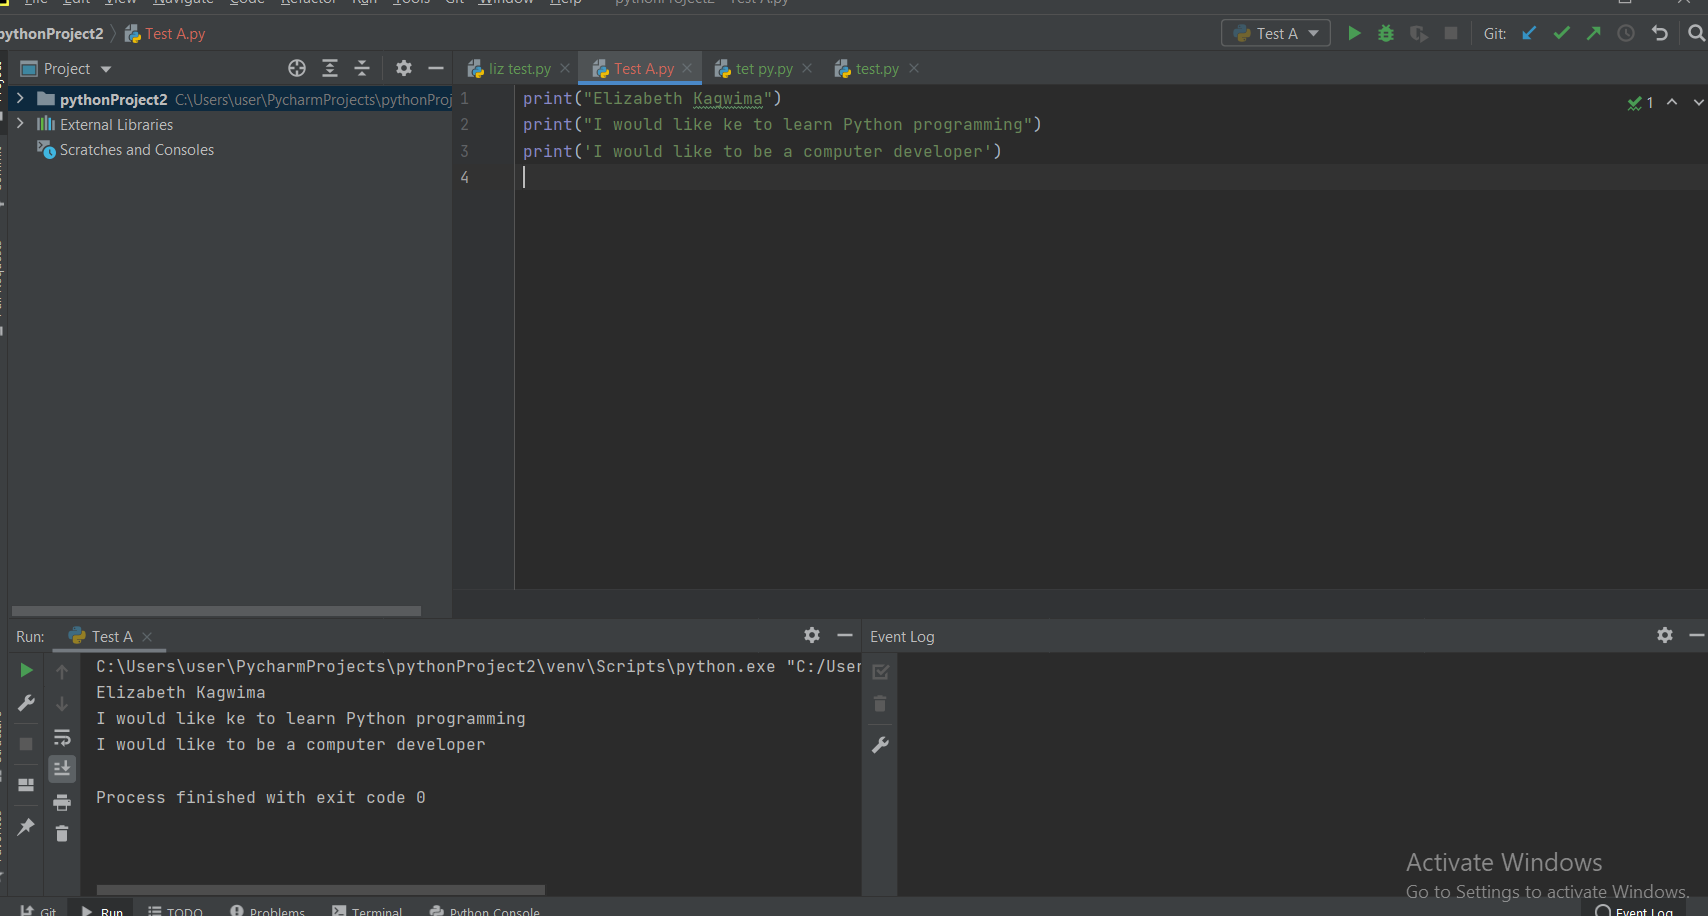 File Edit View Navigate Code Refactor Run Tools Git Window Help pythonProject2 - Test A.py
pythonProject2 Test A.py
Test A Git:
Project
liz test.py Test A.py tet py.py test.py
pythonProject2 C:\Users\user\PycharmProjects\pythonProj
External Libraries
Scratches and Consoles
1 print("Elizabeth Kagwima")
2 print("I would like ke to learn Python programming")
3 print('I would like to be a computer developer')
4
1
Run: Test A
Event Log
C:\Users\user\PycharmProjects\pythonProject2\venv\Scripts\python.exe "C:/User
Elizabeth Kagwima
I would like ke to learn Python programming
I would like to be a computer developer
Process finished with exit code 0
Activate Windows
Go to Settings to activate Windows.
Git Run TODO Problems Terminal Python Console Event Log